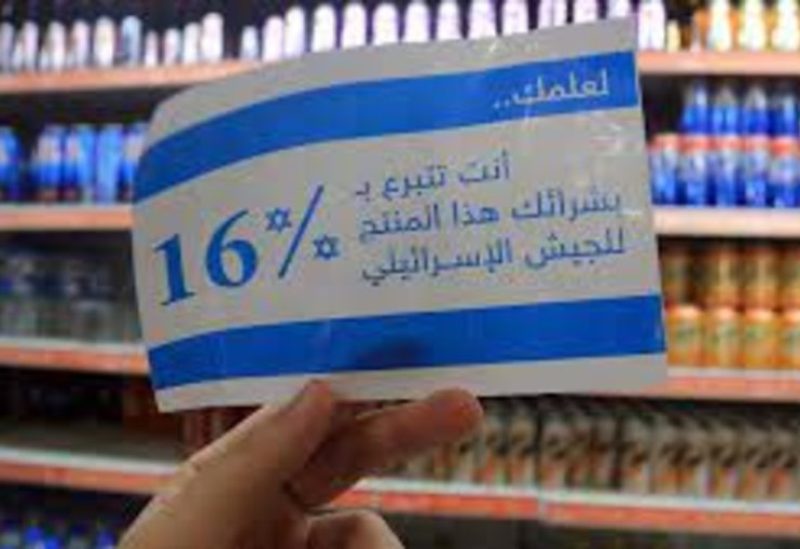 لعلمك..
أنت تتبرع بـ
بشرائك هذا المنتج
للجيش الإسرائيلي
16%